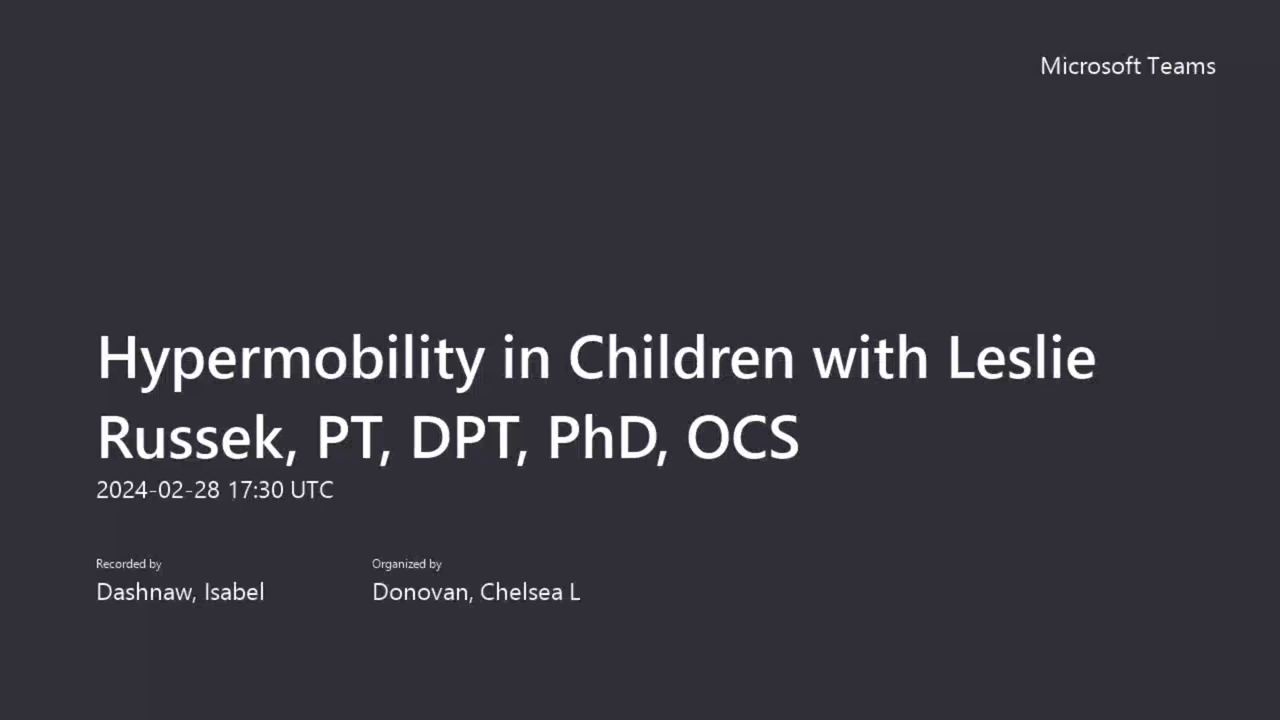 Microsoft Teams
Hypermobility in Children with Leslie
Russek, PT, DPT, PhD, OCS
2024-02-28 17:30 UTC
Recorded by
Dashnaw, Isabel
Organized by
Donovan, Chelsea L